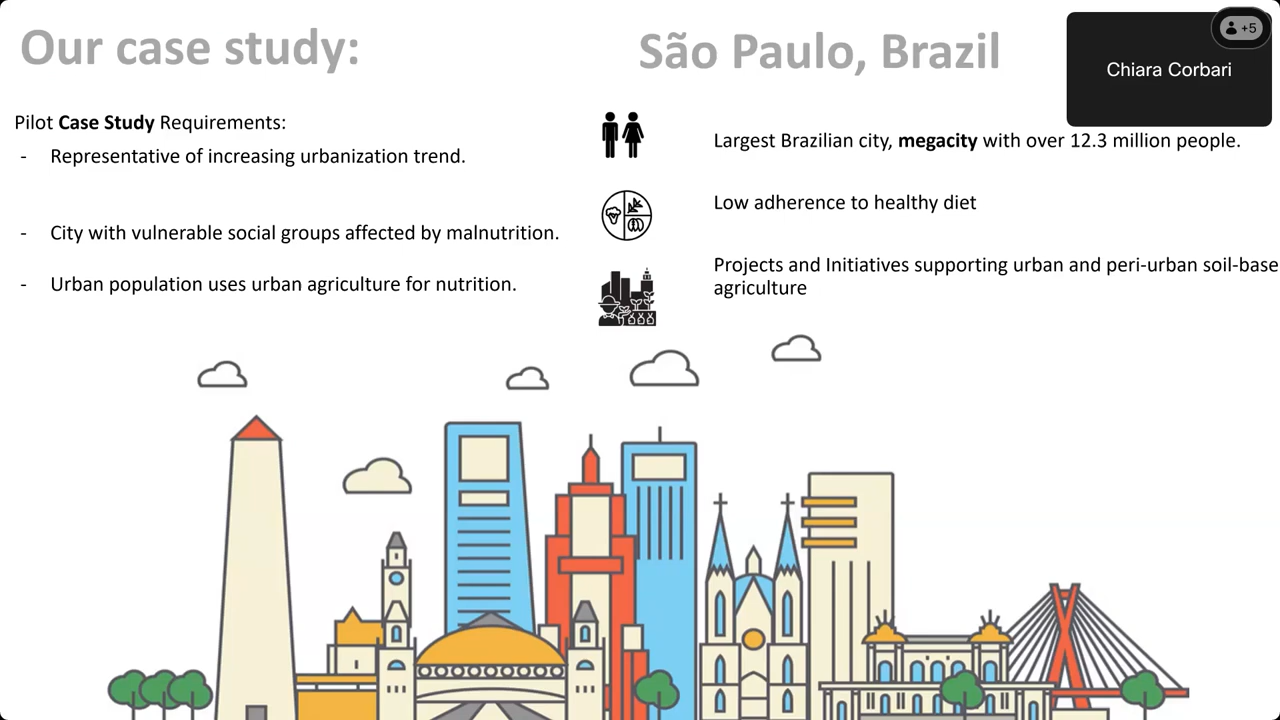 Our case study:
São Paulo, Brazil
+5
Chiara Corbari
Pilot Case Study Requirements:
- Representative of increasing urbanization trend.
- City with vulnerable social groups affected by malnutrition.
- Urban population uses urban agriculture for nutrition.
Largest Brazilian city, megacity with over 12.3 million people.
Low adherence to healthy diet
Projects and Initiatives supporting urban and peri-urban soil-base
agriculture